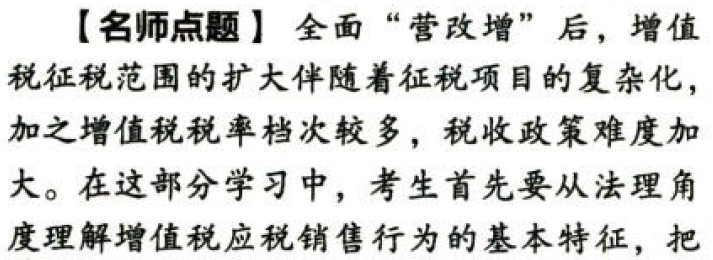 【名师点题】 全面“营改增”后，增值
税征税范围的扩大伴随着征税项目的复杂化，
加之增值税税率档次较多，税收政策难度加
大。在这部分学习中，考生首先要从法理角
度理解增值税应税销售行为的基本特征，把